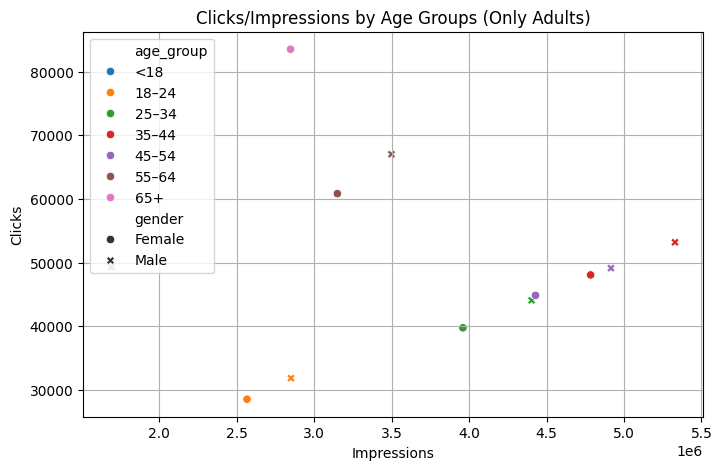 Clicks/Impressions by Age Groups (Only Adults)
age_group
<18
18–24
25–34
35–44
45–54
55–64
65+
gender
Female
Male
Clicks
80000
70000
60000
50000
40000
30000
2.0 2.5 3.0 3.5 4.0 4.5 5.0 5.5
1e6
Impressions